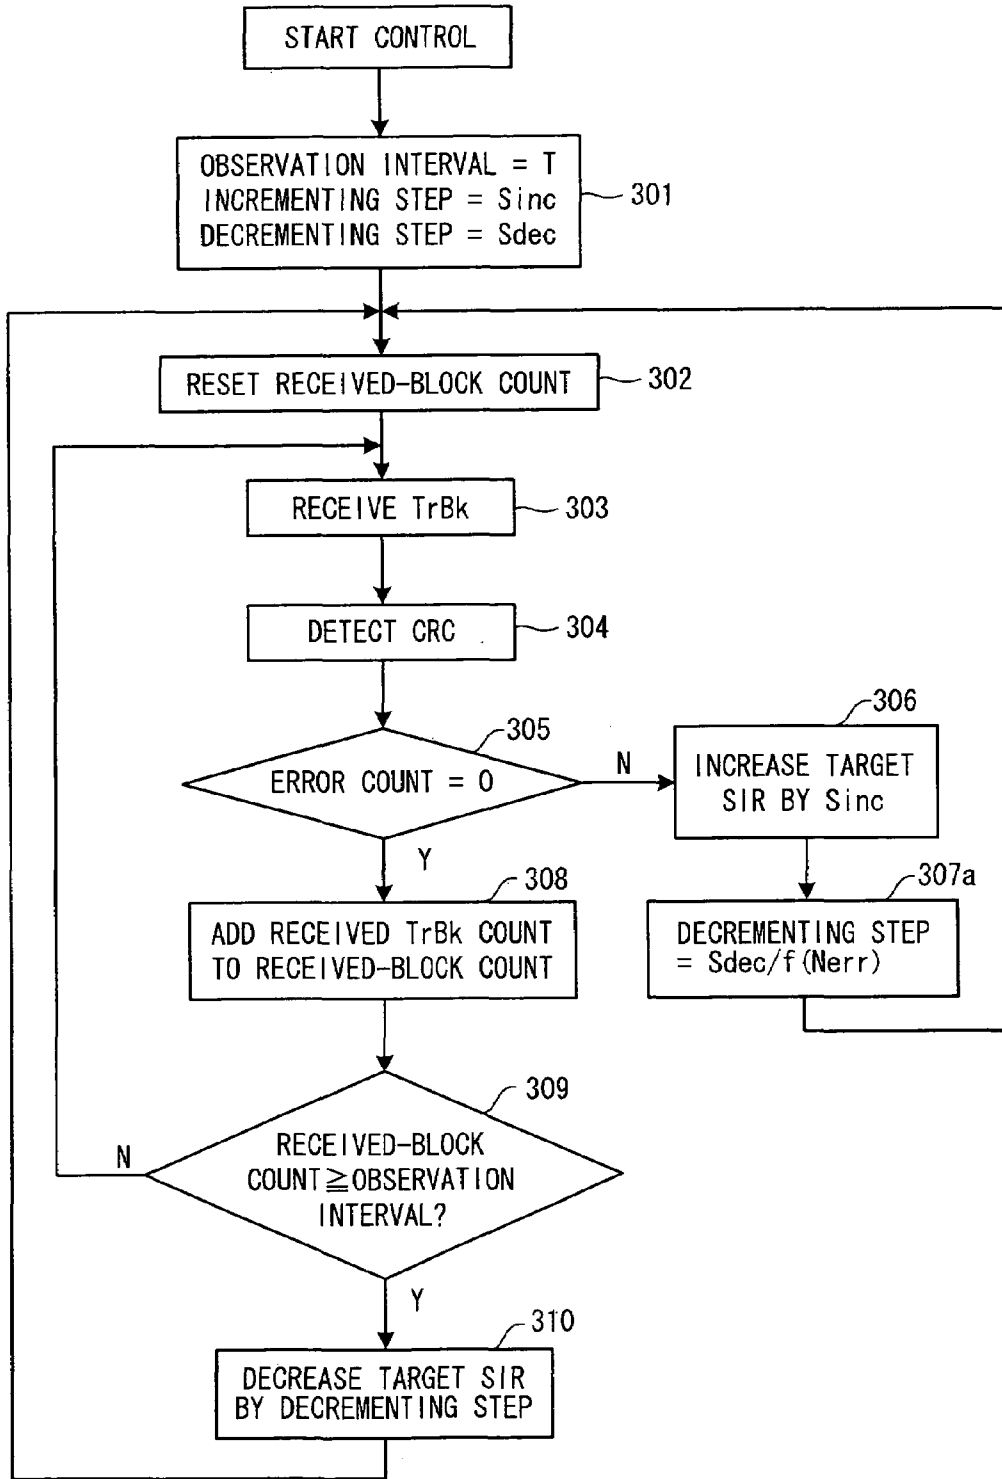 START CONTROL
OBSERVATION INTERVAL = T
INCREMENTING STEP = Sinc
DECREMENTING STEP = Sdec
301
RESET RECEIVED-BLOCK COUNT
302
RECEIVE TrBk
303
DETECT CRC
304
305
ERROR COUNT = 0
N
Y
306
INCREASE TARGET
SIR BY Sinc
307a
DECREMENTING STEP
= Sdec/f(Nerr)
308
ADD RECEIVED TrBk COUNT
TO RECEIVED-BLOCK COUNT
309
RECEIVED-BLOCK
COUNT≧OBSERVATION
INTERVAL?
N
Y
310
DECREASE TARGET SIR
BY DECREMENTING STEP